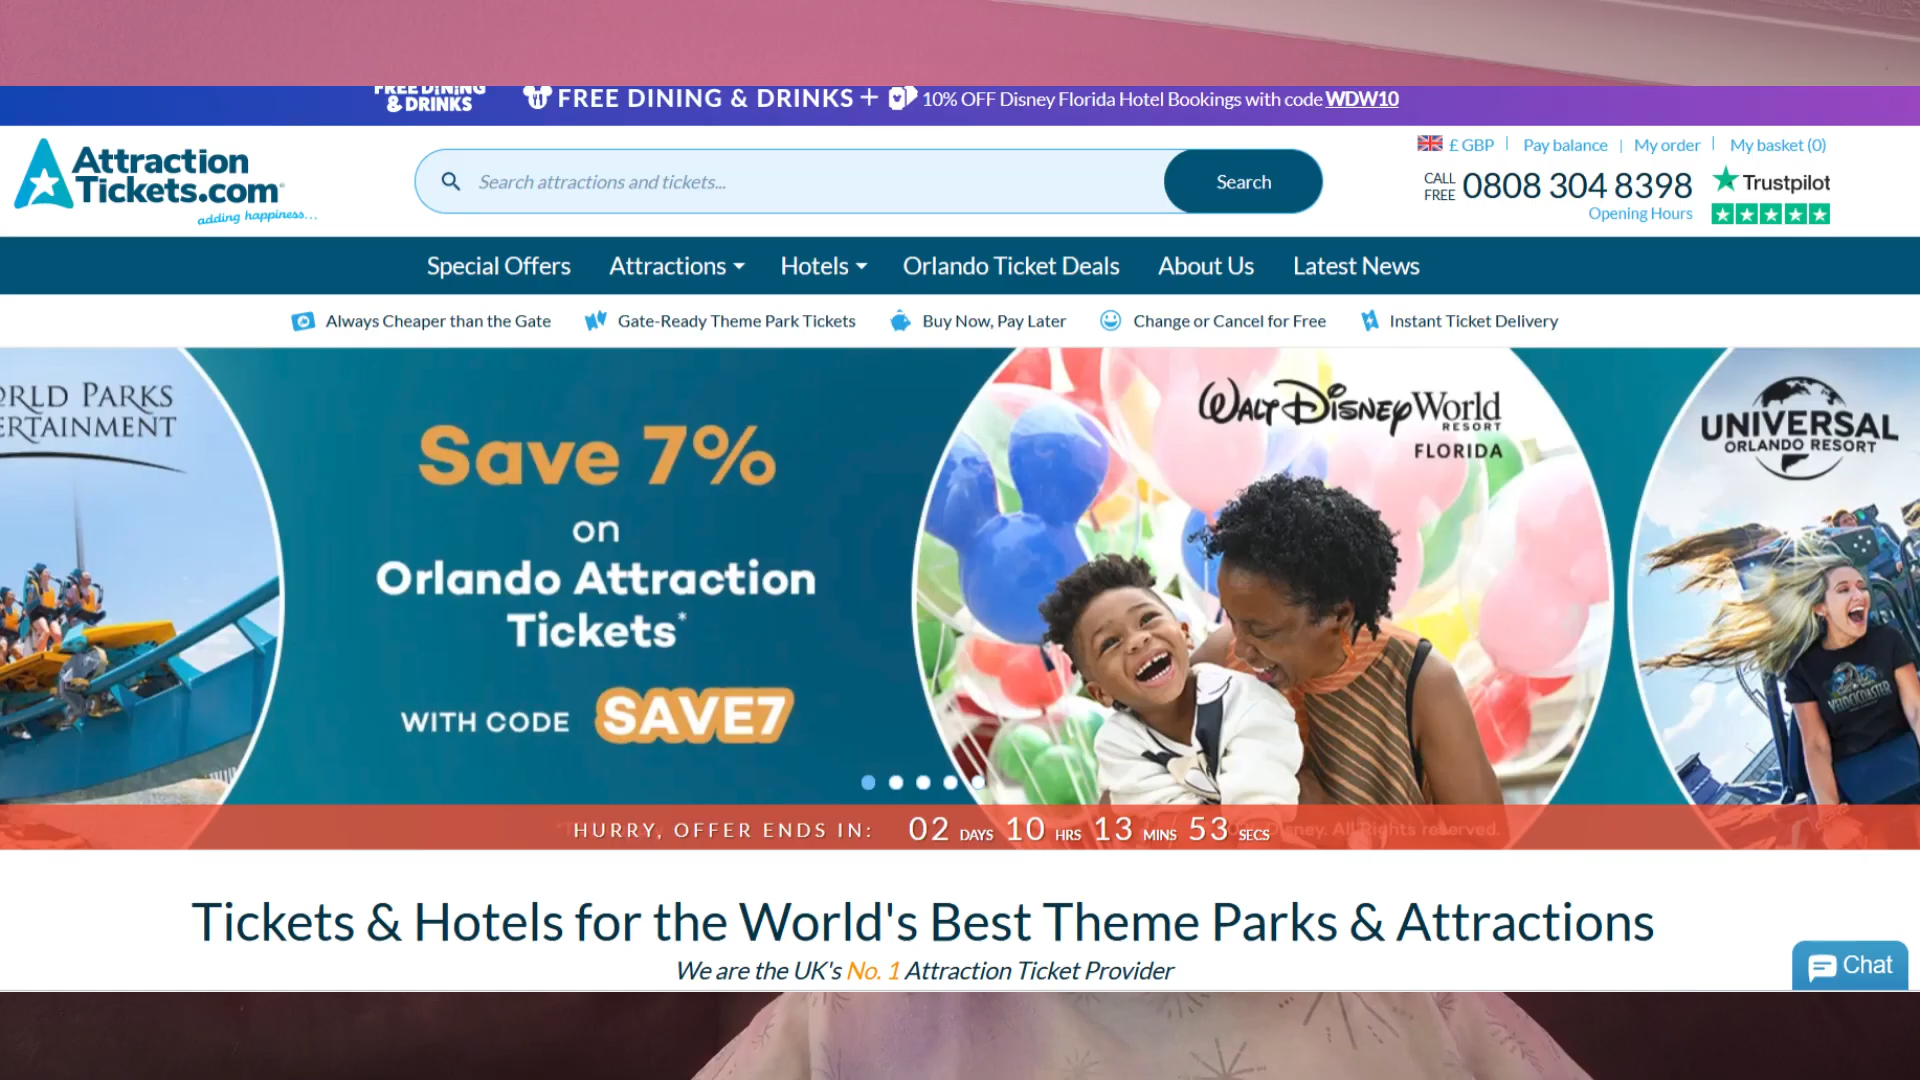 FREE DINING
& DRINKS
FREE DINING & DRINKS + 10% OFF Disney Florida Hotel Bookings with code WDW10
Attraction
Tickets.com
adding happiness...
Search attractions and tickets...
Search
£ GBP | Pay balance | My order | My basket (0)
CALL
FREE
0808 304 8398
Opening Hours
Trustpilot
Special Offers
Attractions
Hotels
Orlando Ticket Deals
About Us
Latest News
Always Cheaper than the Gate
Gate-Ready Theme Park Tickets
Buy Now, Pay Later
Change or Cancel for Free
Instant Ticket Delivery
ORLD PARKS
ERTAINMENT
Save 7%
on
Orlando Attraction
Tickets*
WITH CODE SAVE7
WALT DISNEY World
RESORT
FLORIDA
UNIVERSAL
ORLANDO RESORT
VELOCICOASTER
HURRY, OFFER ENDS IN: 02 DAYS 10 HRS 13 MINS 53 SECS
All Rights reserved.
Tickets & Hotels for the World's Best Theme Parks & Attractions
We are the UK's No. 1 Attraction Ticket Provider
Chat